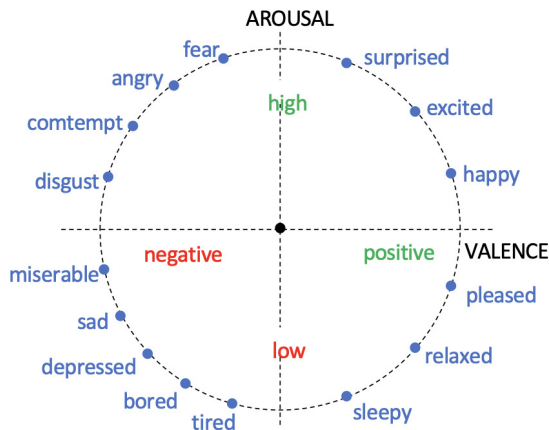 AROUSAL
fear
surprised
angry
high
excited
comtempt
happy
disgust
negative
positive
VALENCE
miserable
pleased
sad
low
relaxed
depressed
bored
sleepy
tired